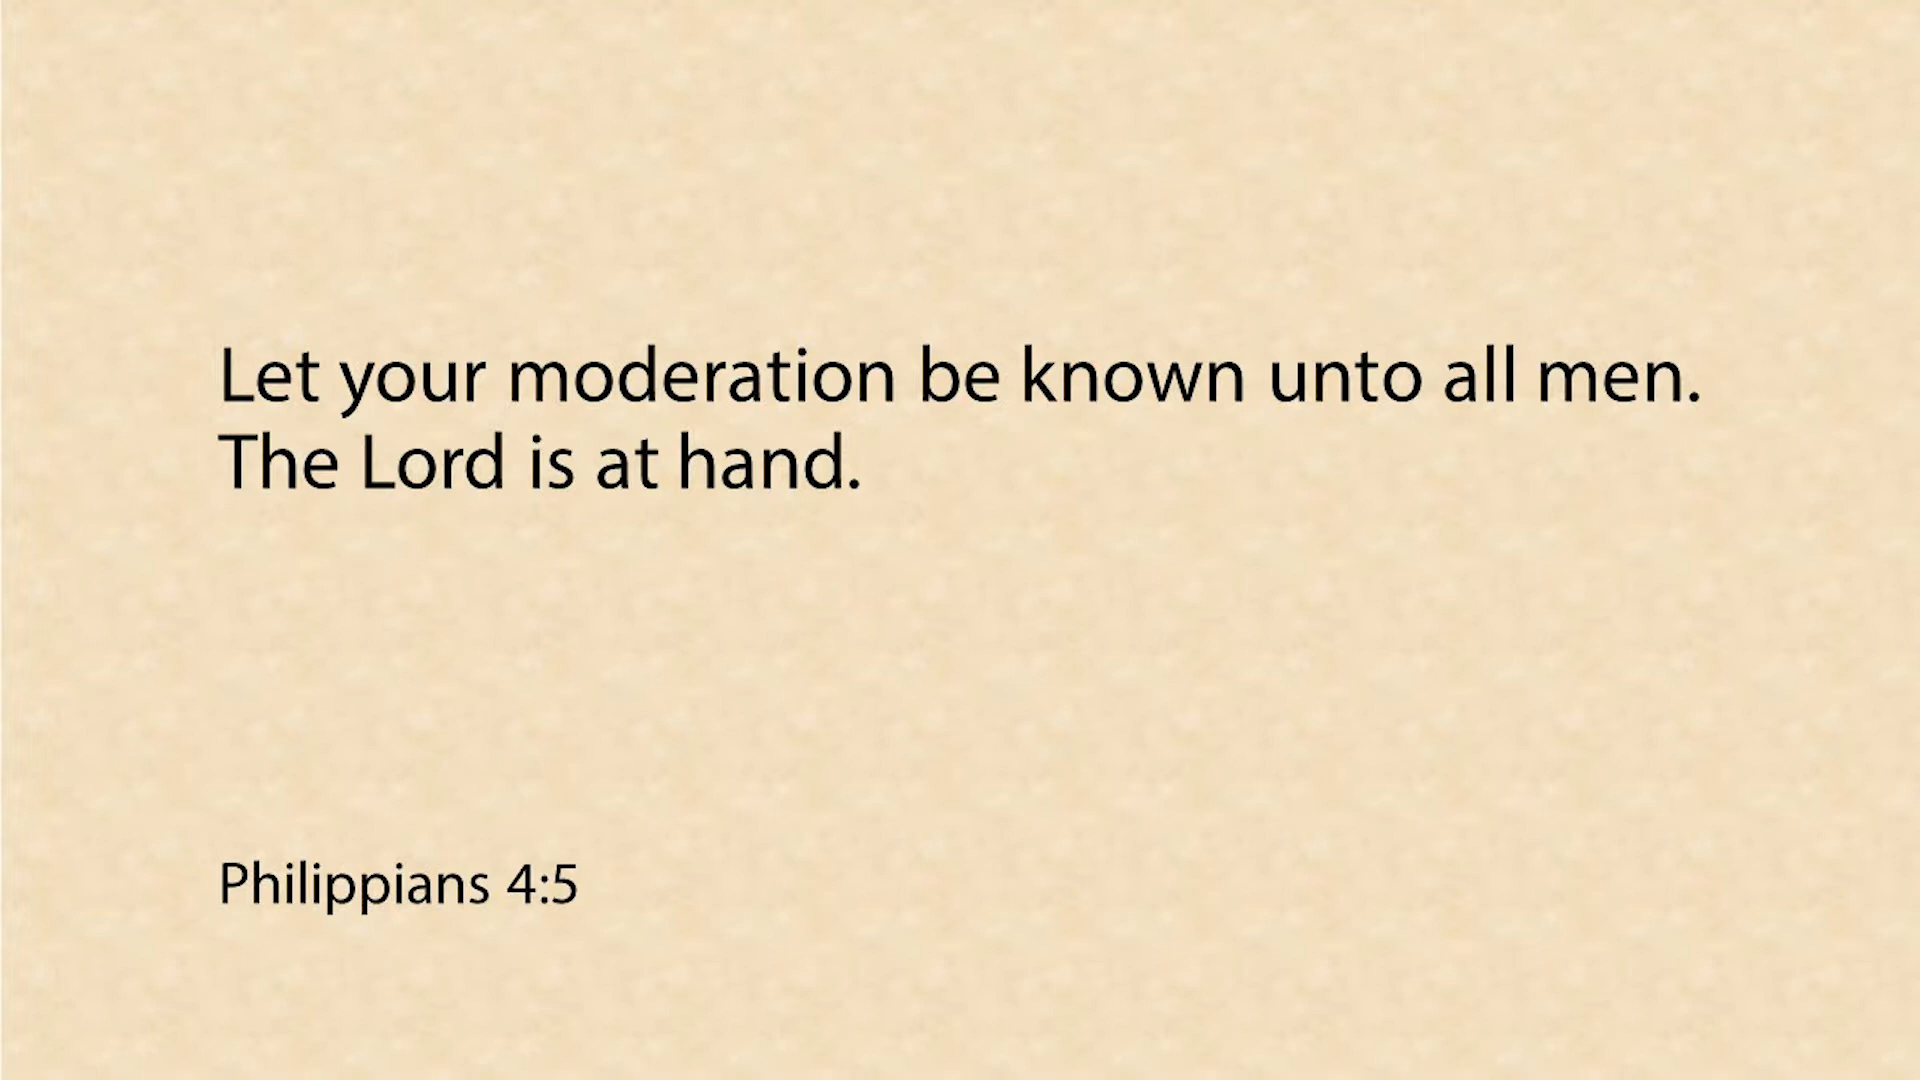 Let your moderation be known unto all men.
The Lord is at hand.
Philippians 4:5